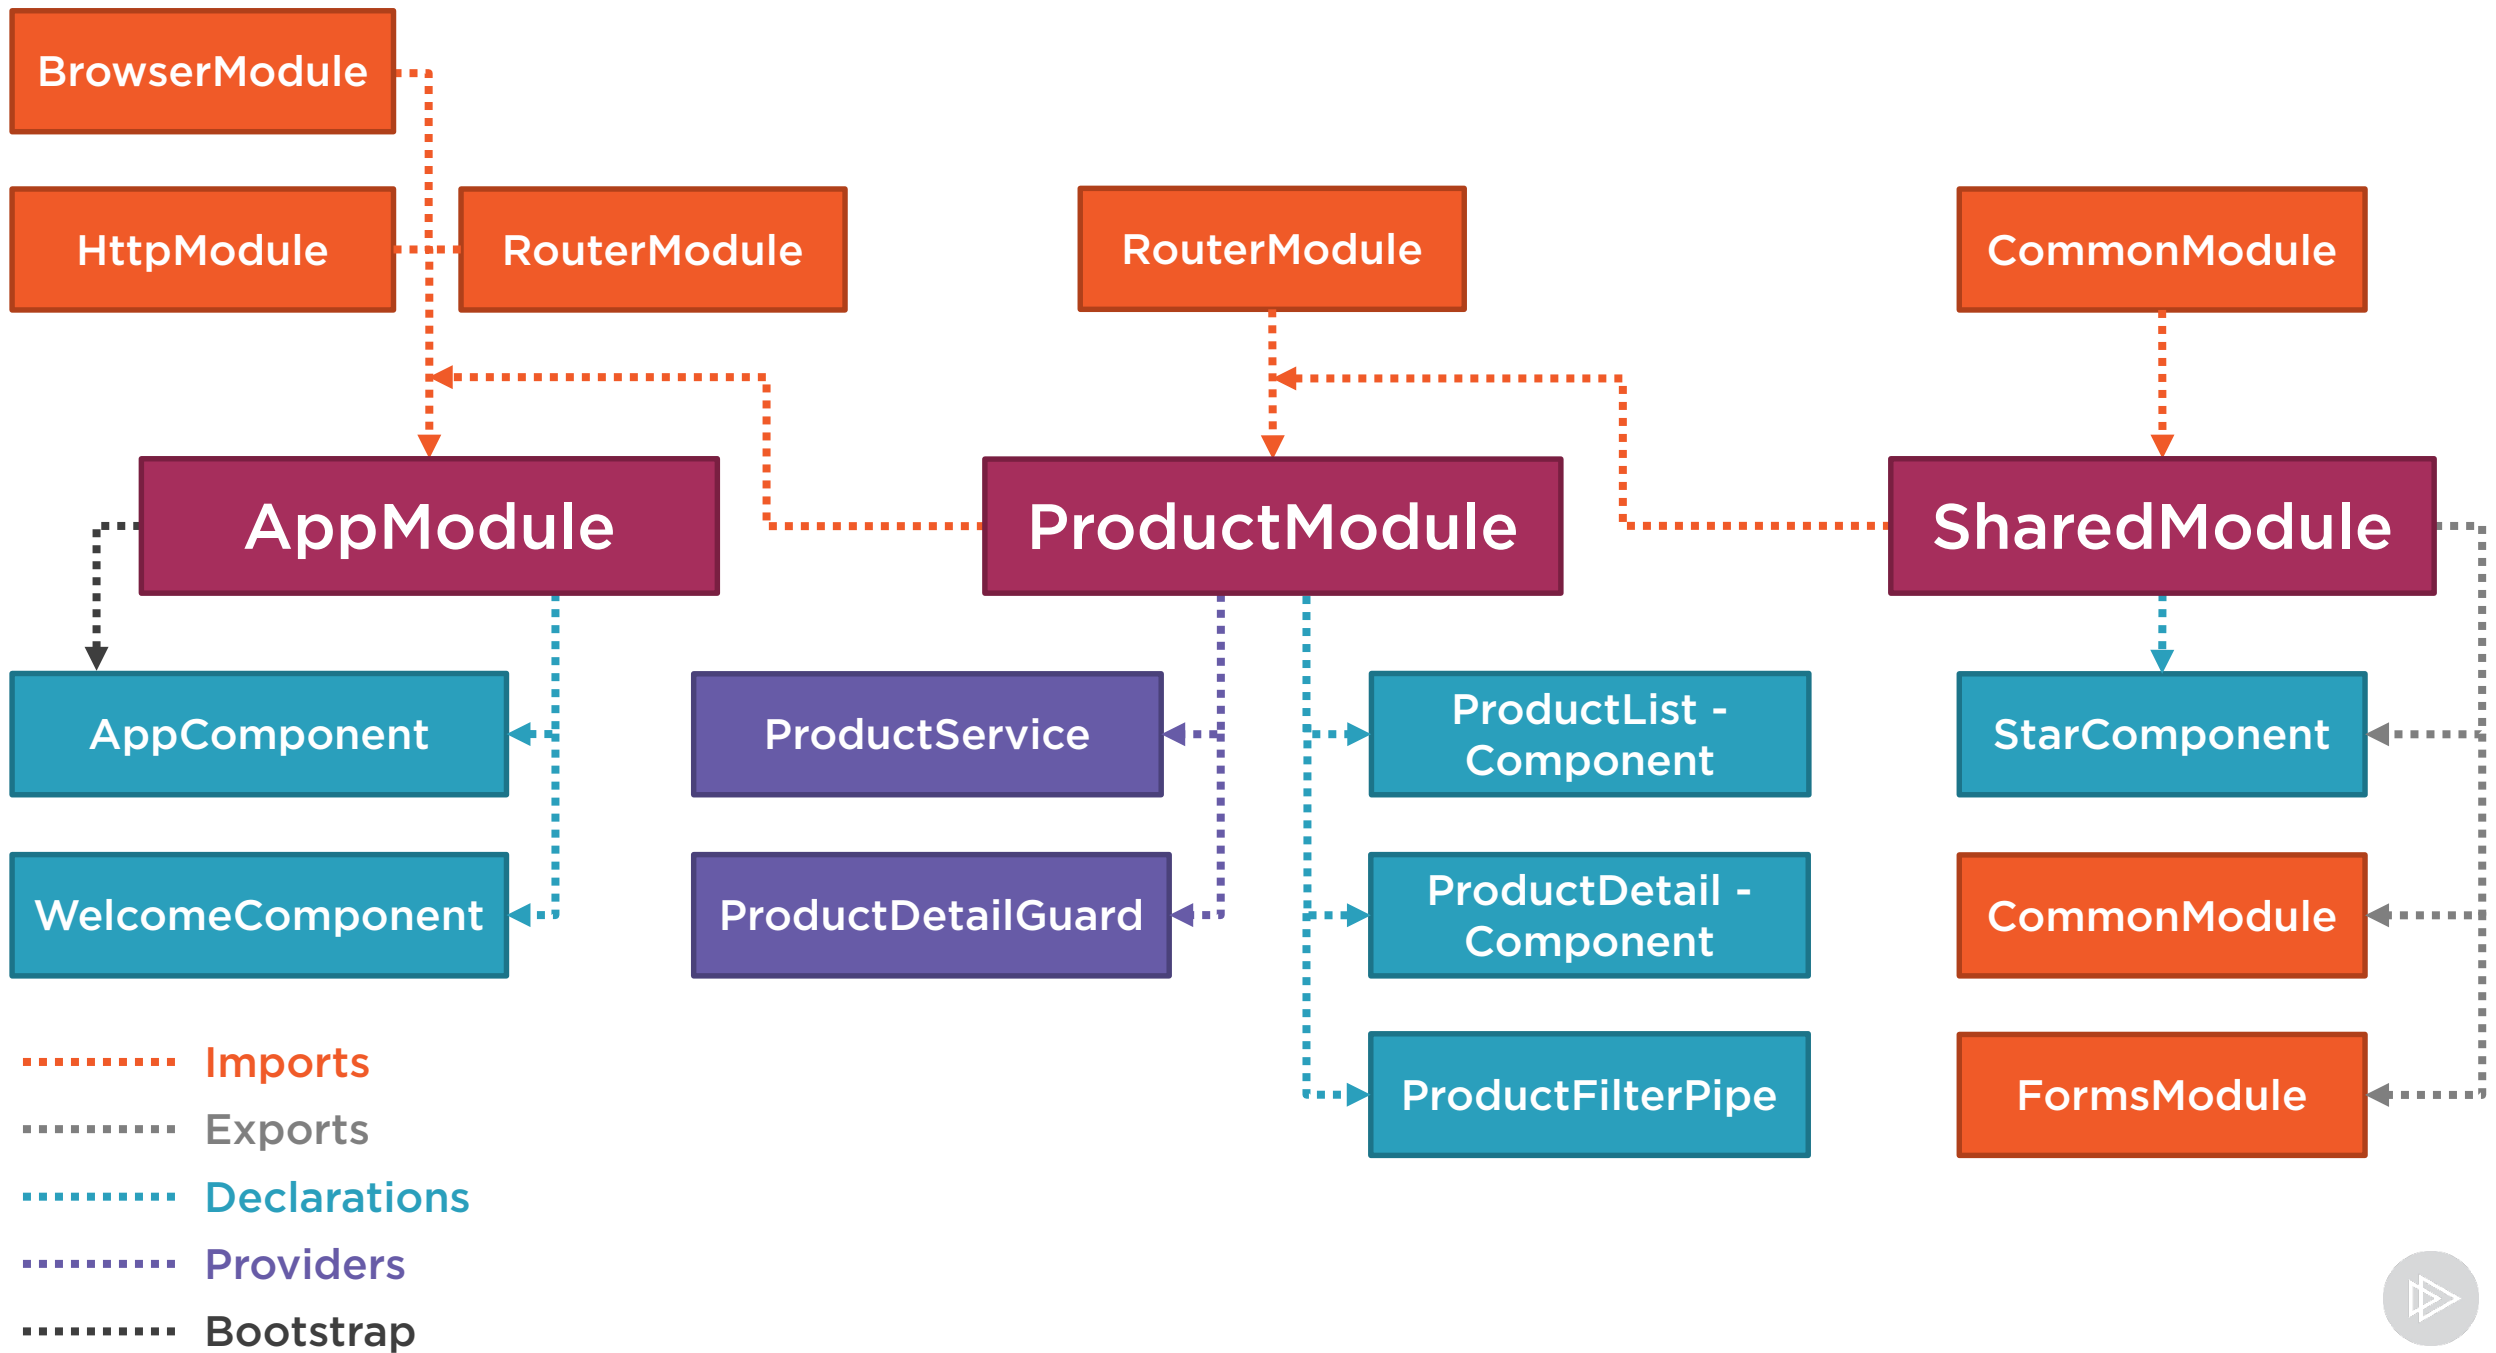 BrowserModule
HttpModule
RouterModule
RouterModule
CommonModule
AppModule
ProductModule
SharedModule
AppComponent
ProductService
ProductList -
Component
StarComponent
WelcomeComponent
ProductDetailGuard
ProductDetail -
Component
CommonModule
ProductFilterPipe
FormsModule
Imports
Exports
Declarations
Providers
Bootstrap